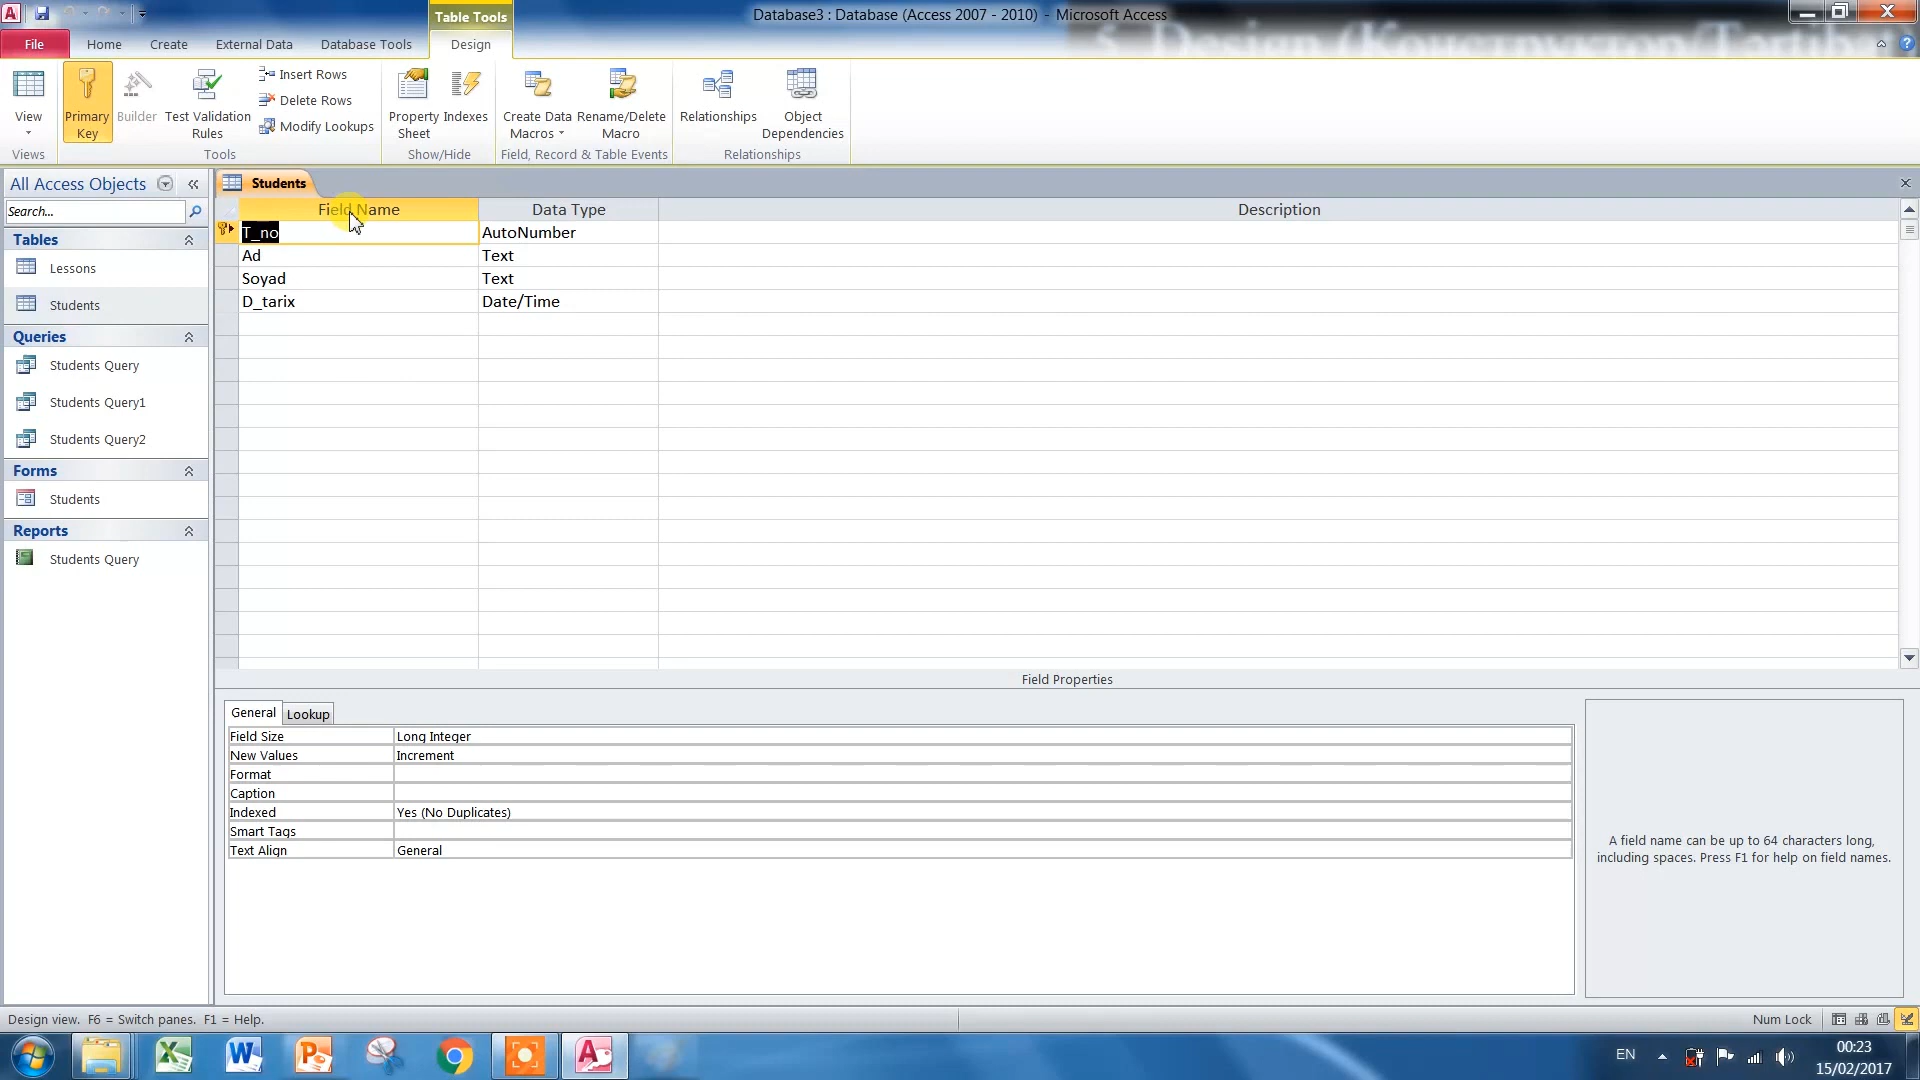 Table Tools
Database3 : Database (Access 2007 - 2010) - Microsoft Access
File
Home
Create
External Data
Database Tools
Design
View
Primary
Key
Builder
Test Validation
Rules
Insert Rows
Delete Rows
Modify Lookups
Property
Sheet
Indexes
Create Data
Macros
Rename/Delete
Macro
Relationships
Object
Dependencies
Views
Tools
Show/Hide
Field, Record & Table Events
Relationships
All Access Objects
Search...
Tables
Lessons
Students
Queries
Students Query
Students Query1
Students Query2
Forms
Students
Reports
Students Query
Students
Field Name Data Type Description
T_no AutoNumber
Ad Text
Soyad Text
D_tarix Date/Time
Field Properties
General Lookup
Field Size Long Integer
New Values Increment
Format
Caption
Indexed Yes (No Duplicates)
Smart Tags
Text Align General
A field name can be up to 64 characters long,
including spaces. Press F1 for help on field names.
Design view. F6 = Switch panes. F1 = Help.
Num Lock
EN
00:23
15/02/2017